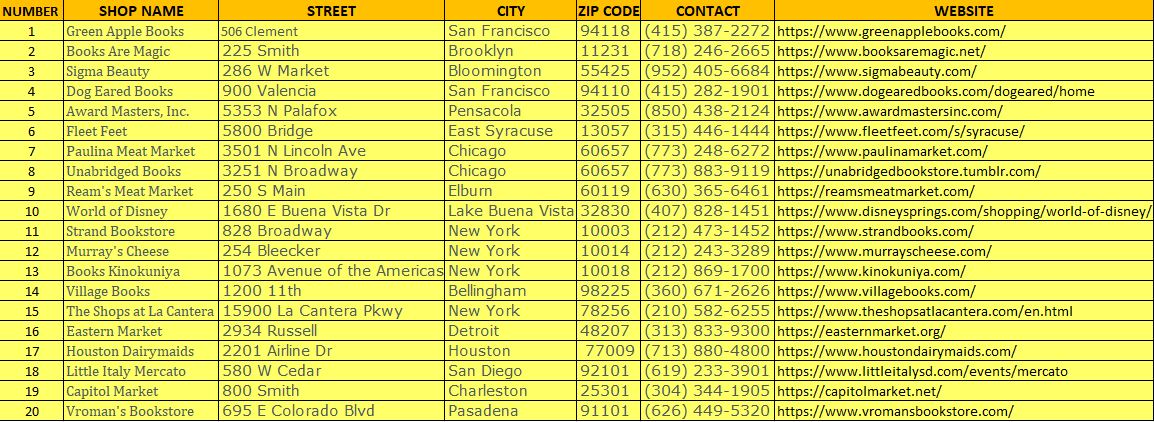 NUMBER SHOP NAME STREET CITY ZIP CODE CONTACT WEBSITE
1 Green Apple Books 506 Clement San Francisco 94118 (415) 387-2272 https://www.greenapplebooks.com/
2 Books Are Magic 225 Smith Brooklyn 11231 (718) 246-2665 https://www.booksaremagic.net/
3 Sigma Beauty 286 W Market Bloomington 55425 (952) 405-6684 https://www.sigmabeauty.com/
4 Dog Eared Books 900 Valencia San Francisco 94110 (415) 282-1901 https://www.dogearedbooks.com/dogeared/home
5 Award Masters, Inc. 5353 N Palafox Pensacola 32505 (850) 438-2124 https://www.awardmastersinc.com/
6 Fleet Feet 5800 Bridge East Syracuse 13057 (315) 446-1444 https://www.fleetfeet.com/s/syracuse/
7 Paulina Meat Market 3501 N Lincoln Ave Chicago 60657 (773) 248-6272 https://www.paulinamarket.com/
8 Unabridged Books 3251 N Broadway Chicago 60657 (773) 883-9119 https://unabridgedbookstore.tumblr.com/
9 Ream's Meat Market 250 S Main Elburn 60119 (630) 365-6461 https://reamsmeatmarket.com/
10 World of Disney 1680 E Buena Vista Dr Lake Buena Vista 32830 (407) 828-1451 https://www.disneysprings.com/shopping/world-of-disney/
11 Strand Bookstore 828 Broadway New York 10003 (212) 473-1452 https://www.strandbooks.com/
12 Murray's Cheese 254 Bleecker New York 10014 (212) 243-3289 https://www.murrayscheese.com/
13 Books Kinokuniya 1073 Avenue of the Americas New York 10018 (212) 869-1700 https://www.kinokuniya.com/
14 Village Books 1200 11th Bellingham 98225 (360) 671-2626 https://www.villagebooks.com/
15 The Shops at La Cantera 15900 La Cantera Pkwy New York 78256 (210) 582-6255 https://www.theshopsatlacantera.com/en.html
16 Eastern Market 2934 Russell Detroit 48207 (313) 833-9300 https://easternmarket.org/
17 Houston Dairymaids 2201 Airline Dr Houston 77009 (713) 880-4800 https://www.houstondairymaids.com/
18 Little Italy Mercato 580 W Cedar San Diego 92101 (619) 233-3901 https://www.littleitalysd.com/events/mercato
19 Capitol Market 800 Smith Charleston 25301 (304) 344-1905 https://capitolmarket.net/
20 Vroman's Bookstore 695 E Colorado Blvd Pasadena 91101 (626) 449-5320 https://www.vromansbookstore.com/